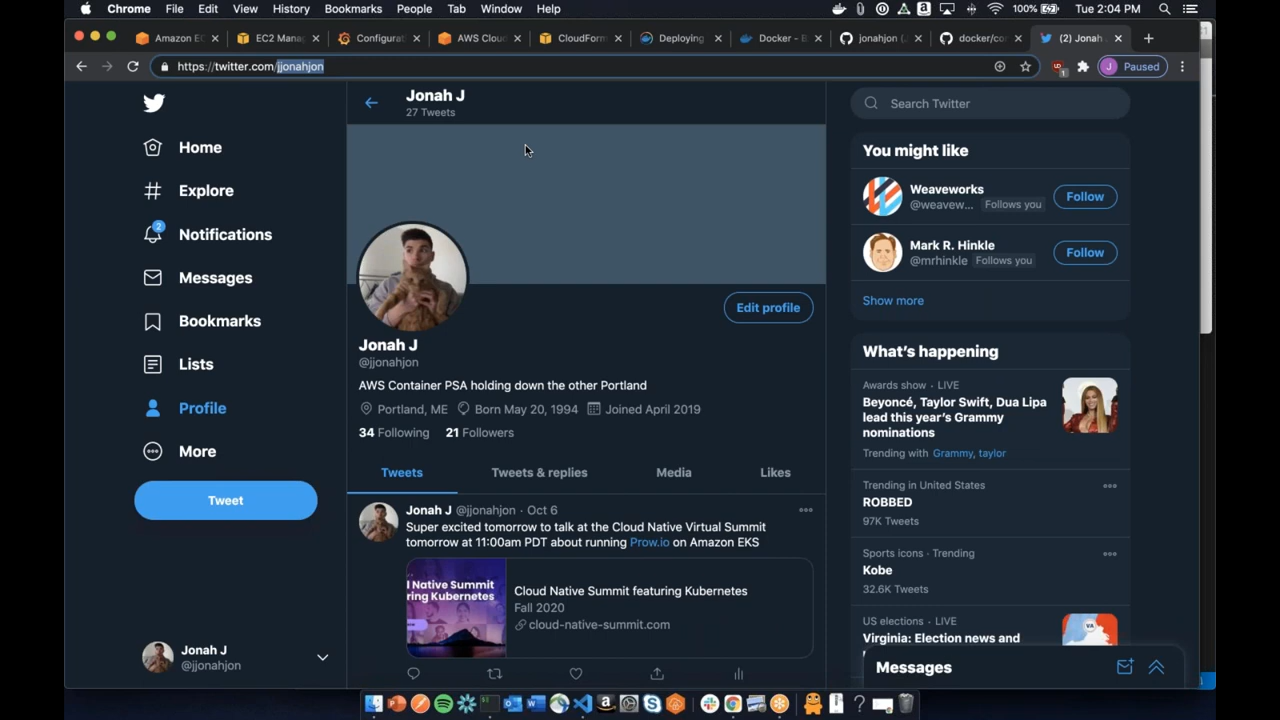 Chrome File Edit View History Bookmarks People Tab Window Help 100% Tue 2:04 PM
Amazon E EC2 Mana Configurat AWS Clou CloudForm Deploying Docker - B jonahjon ( docker/co (2) Jonah
https://twitter.com/jjonahjon
J Paused
Home
Explore
2
Notifications
Messages
Bookmarks
Lists
Profile
More
Tweet
Jonah J
@jjonahjon
Jonah J
27 Tweets
Edit profile
Jonah J
@jjonahjon
AWS Container PSA holding down the other Portland
Portland, ME Born May 20, 1994 Joined April 2019
34 Following 21 Followers
Tweets Tweets & replies Media Likes
Jonah J @jjonahjon · Oct 6
Super excited tomorrow to talk at the Cloud Native Virtual Summit
tomorrow at 11:00am PDT about running Prow.io on Amazon EKS
l Native Summit
ring Kubernetes
Cloud Native Summit featuring Kubernetes
Fall 2020
cloud-native-summit.com
Search Twitter
You might like
Weaveworks
@weavew... Follows you
Follow
Mark R. Hinkle
@mrhinkle Follows you
Follow
Show more
What's happening
Awards show · LIVE
Beyoncé, Taylor Swift, Dua Lipa
lead this year's Grammy
nominations
Trending with Grammy, taylor
Trending in United States
ROBBED
97K Tweets
Sports icons · Trending
Kobe
32.6K Tweets
US elections · LIVE
Virginia: Election news and
VA
Messages